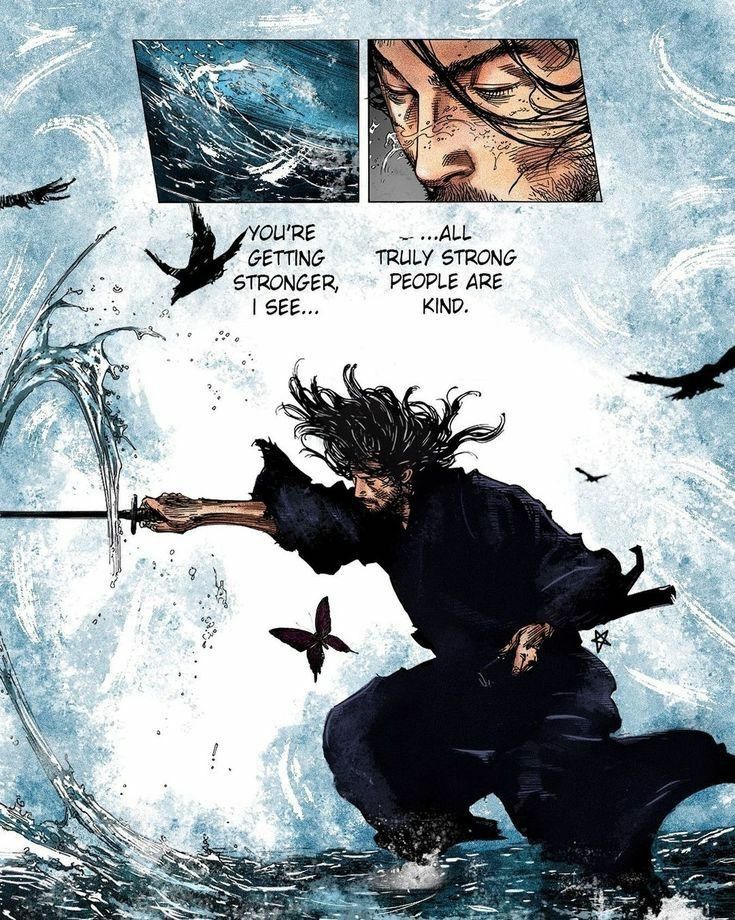 YOU'RE
GETTING
STRONGER,
I SEE...
...ALL
TRULY STRONG
PEOPLE ARE
KIND.